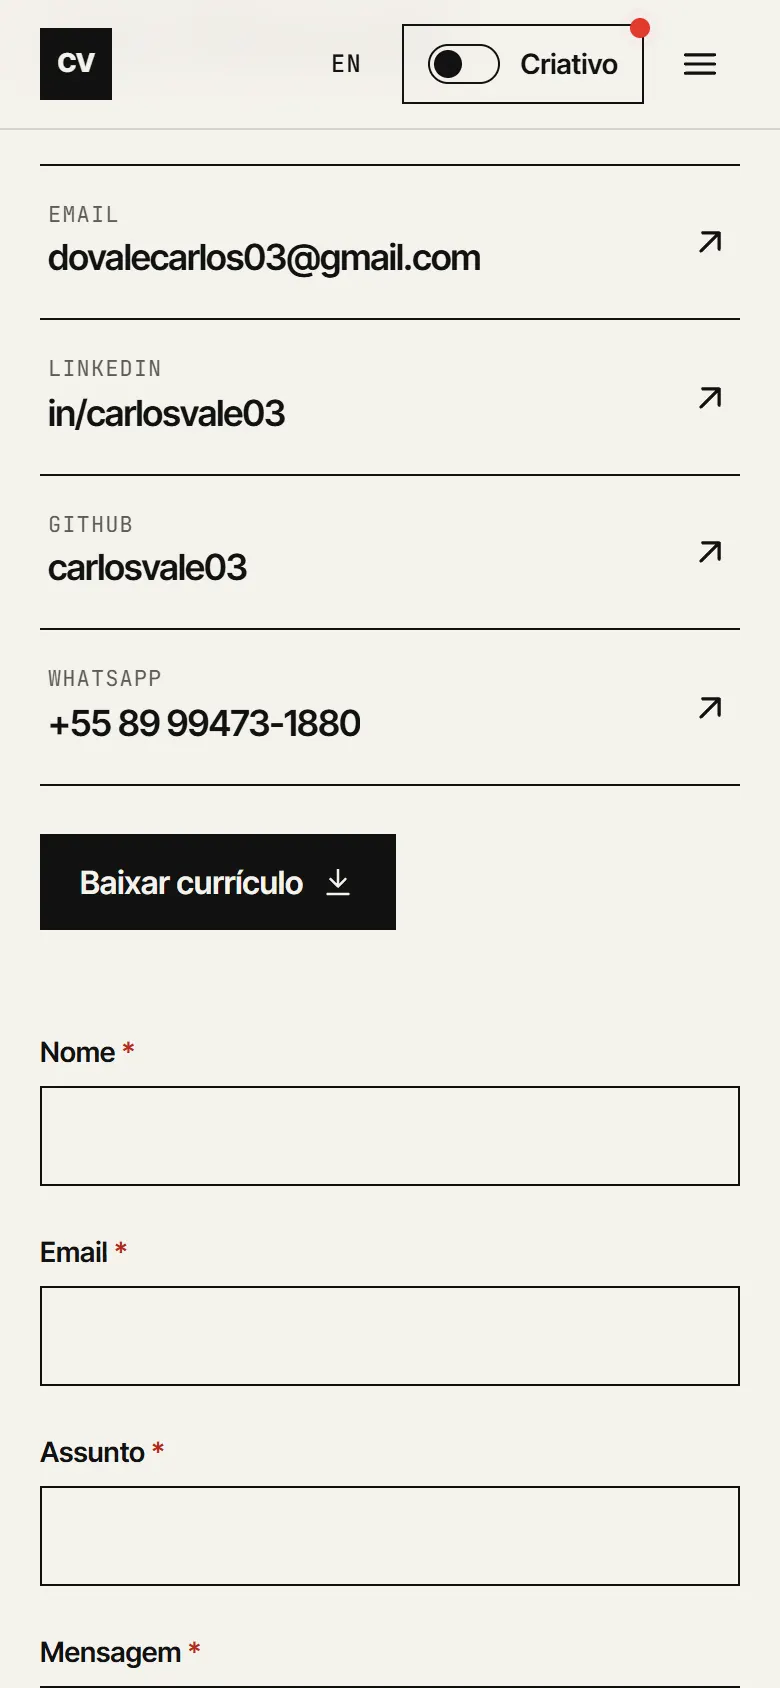 cv
EN
Criativo
EMAIL
dovalecarlos03@gmail.com
LINKEDIN
in/carlosvale03
GITHUB
carlosvale03
WHATSAPP
+55 89 99473-1880
Baixar currículo
Nome *
Email *
Assunto *
Mensagem *